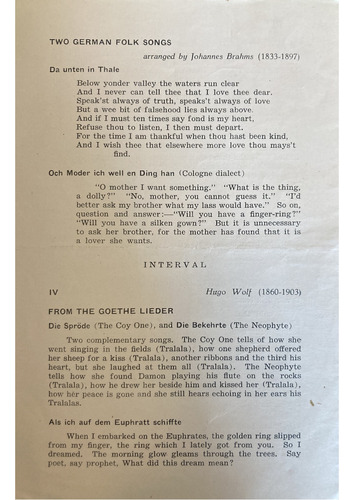 TWO GERMAN FOLK SONGS
arranged by Johannes Brahms (1833-1897)
Da unten in Thale
Below yonder valley the waters run clear
And I never can tell thee that I love thee dear.
Speak'st always of truth, speaks't always of love
But a wee bit of falsehood lies always above.
And if I must ten times say fond is my heart,
Refuse thou to listen, I then must depart.
For the time I am thankful when thou hast been kind,
And I wish thee that elsewhere more love thou mays't
find.
Och Moder ich well en Ding han (Cologne dialect)
"O mother I want something." "What is the thing,
a dolly?" "No, mother, you cannot guess it." "I'd
better ask my brother what my lass would have." So on,
question and answer:—"Will you have a finger-ring?"
"Will you have a silken gown?" But it is unnecessary
to ask her brother, for the mother has found that it is
a lover she wants.
INTERVAL
IV Hugo Wolf (1860-1903)
FROM THE GOETHE LIEDER
Die Spröde (The Coy One), and Die Bekehrte (The Neophyte)
Two complementary songs. The Coy One tells of how she
went singing in the fields (Tralala), how one shepherd offered
her sheep for a kiss (Tralala), another ribbons and the third his
heart, but she laughed at them all (Tralala). The Neophyte
tells how she found Damon playing his flute on the rocks
(Tralala), how he drew her beside him and kissed her (Tralala),
how her peace is gone and she still hears echoing in her ears his
Tralalas.
Als ich auf dem Euphratt schiffte
When I embarked on the Euphrates, the golden ring slipped
from my finger, the ring which I lately got from you. So I
dreamed. The morning glow gleams through the trees. Say
poet, say prophet, What did this dream mean?